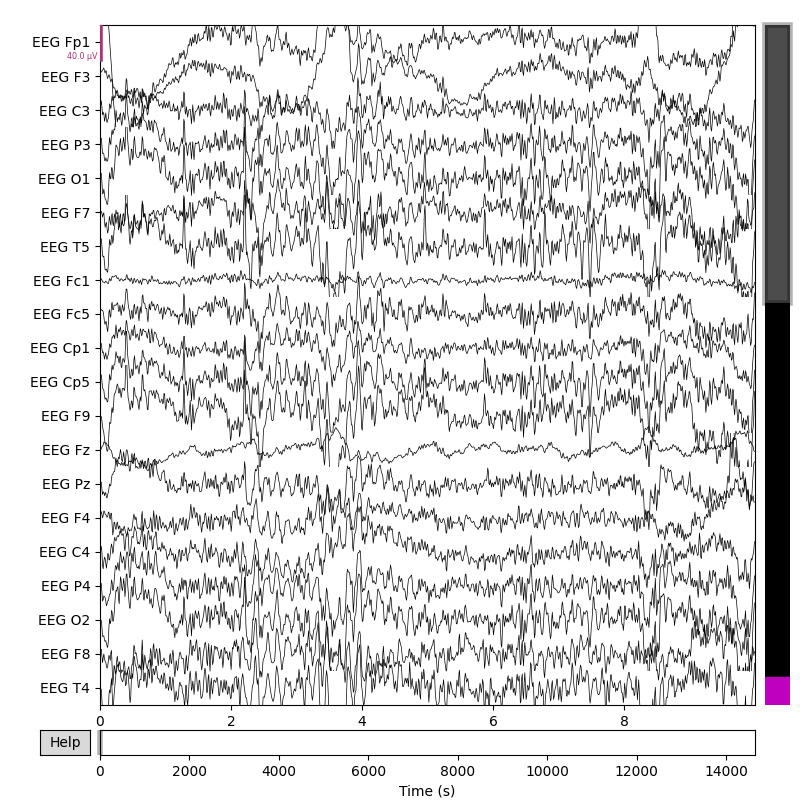 EEG Fp1
40.0 µV
EEG F3
EEG C3
EEG P3
EEG O1
EEG F7
EEG T5
EEG Fc1
EEG Fc5
EEG Cp1
EEG Cp5
EEG F9
EEG Fz
EEG Pz
EEG F4
EEG C4
EEG P4
EEG O2
EEG F8
EEG T4
0 2 4 6 8
Help
0 2000 4000 6000 8000 10000 12000 14000
Time (s)